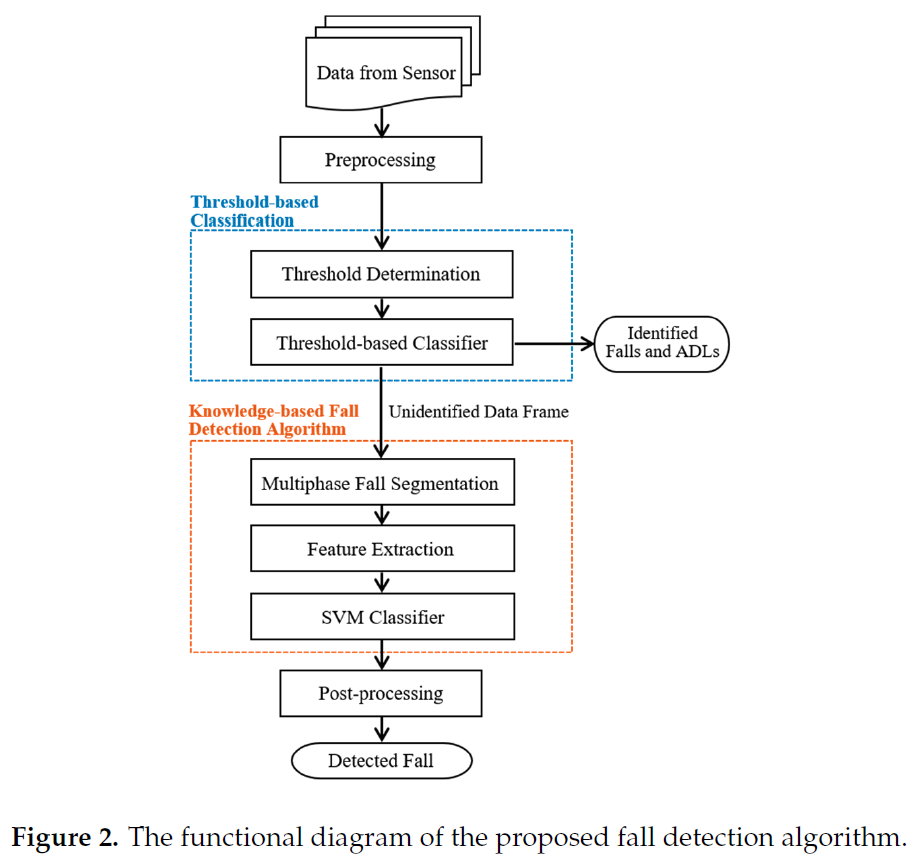 Data from Sensor
Preprocessing
Threshold-based
Classification
Threshold Determination
Threshold-based Classifier
Identified
Falls and ADLs
Unidentified Data Frame
Knowledge-based Fall
Detection Algorithm
Multiphase Fall Segmentation
Feature Extraction
SVM Classifier
Post-processing
Detected Fall
Figure 2. The functional diagram of the proposed fall detection algorithm.